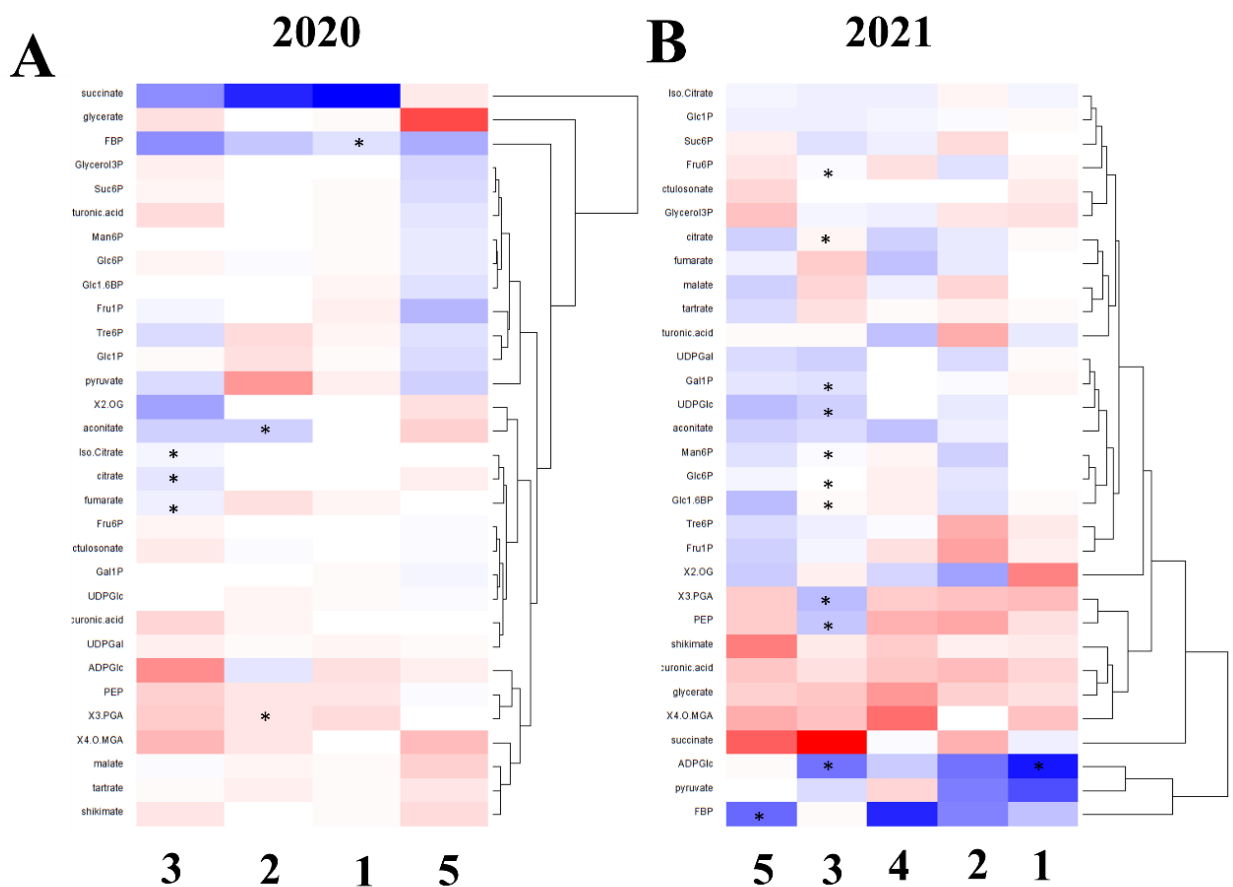 A
2020
succinate
glycerate
FBP
*
Glycerol3P
Suc6P
turonic.acid
Man6P
Glc6P
Glc1.6BP
Fru1P
Tre6P
Glc1P
pyruvate
X2.OG
aconitate
*
Iso.Citrate
*
citrate
*
fumarate
*
Fru6P
ctulosonate
Gal1P
UDPGlc
curonic.acid
UDPGal
ADPGlc
PEP
X3.PGA
*
X4.O.MGA
malate
tartrate
shikimate
3 2 1 5
B
2021
Iso.Citrate
Glc1P
Suc6P
Fru6P
*
ctulosonate
Glycerol3P
citrate
*
fumarate
malate
tartrate
turonic.acid
UDPGal
Gal1P
*
UDPGlc
*
aconitate
Man6P
*
Glc6P
*
Glc1.6BP
*
Tre6P
Fru1P
X2.OG
X3.PGA
*
PEP
*
shikimate
curonic.acid
glycerate
X4.O.MGA
succinate
ADPGlc
* *
pyruvate
FBP
*
5 3 4 2 1